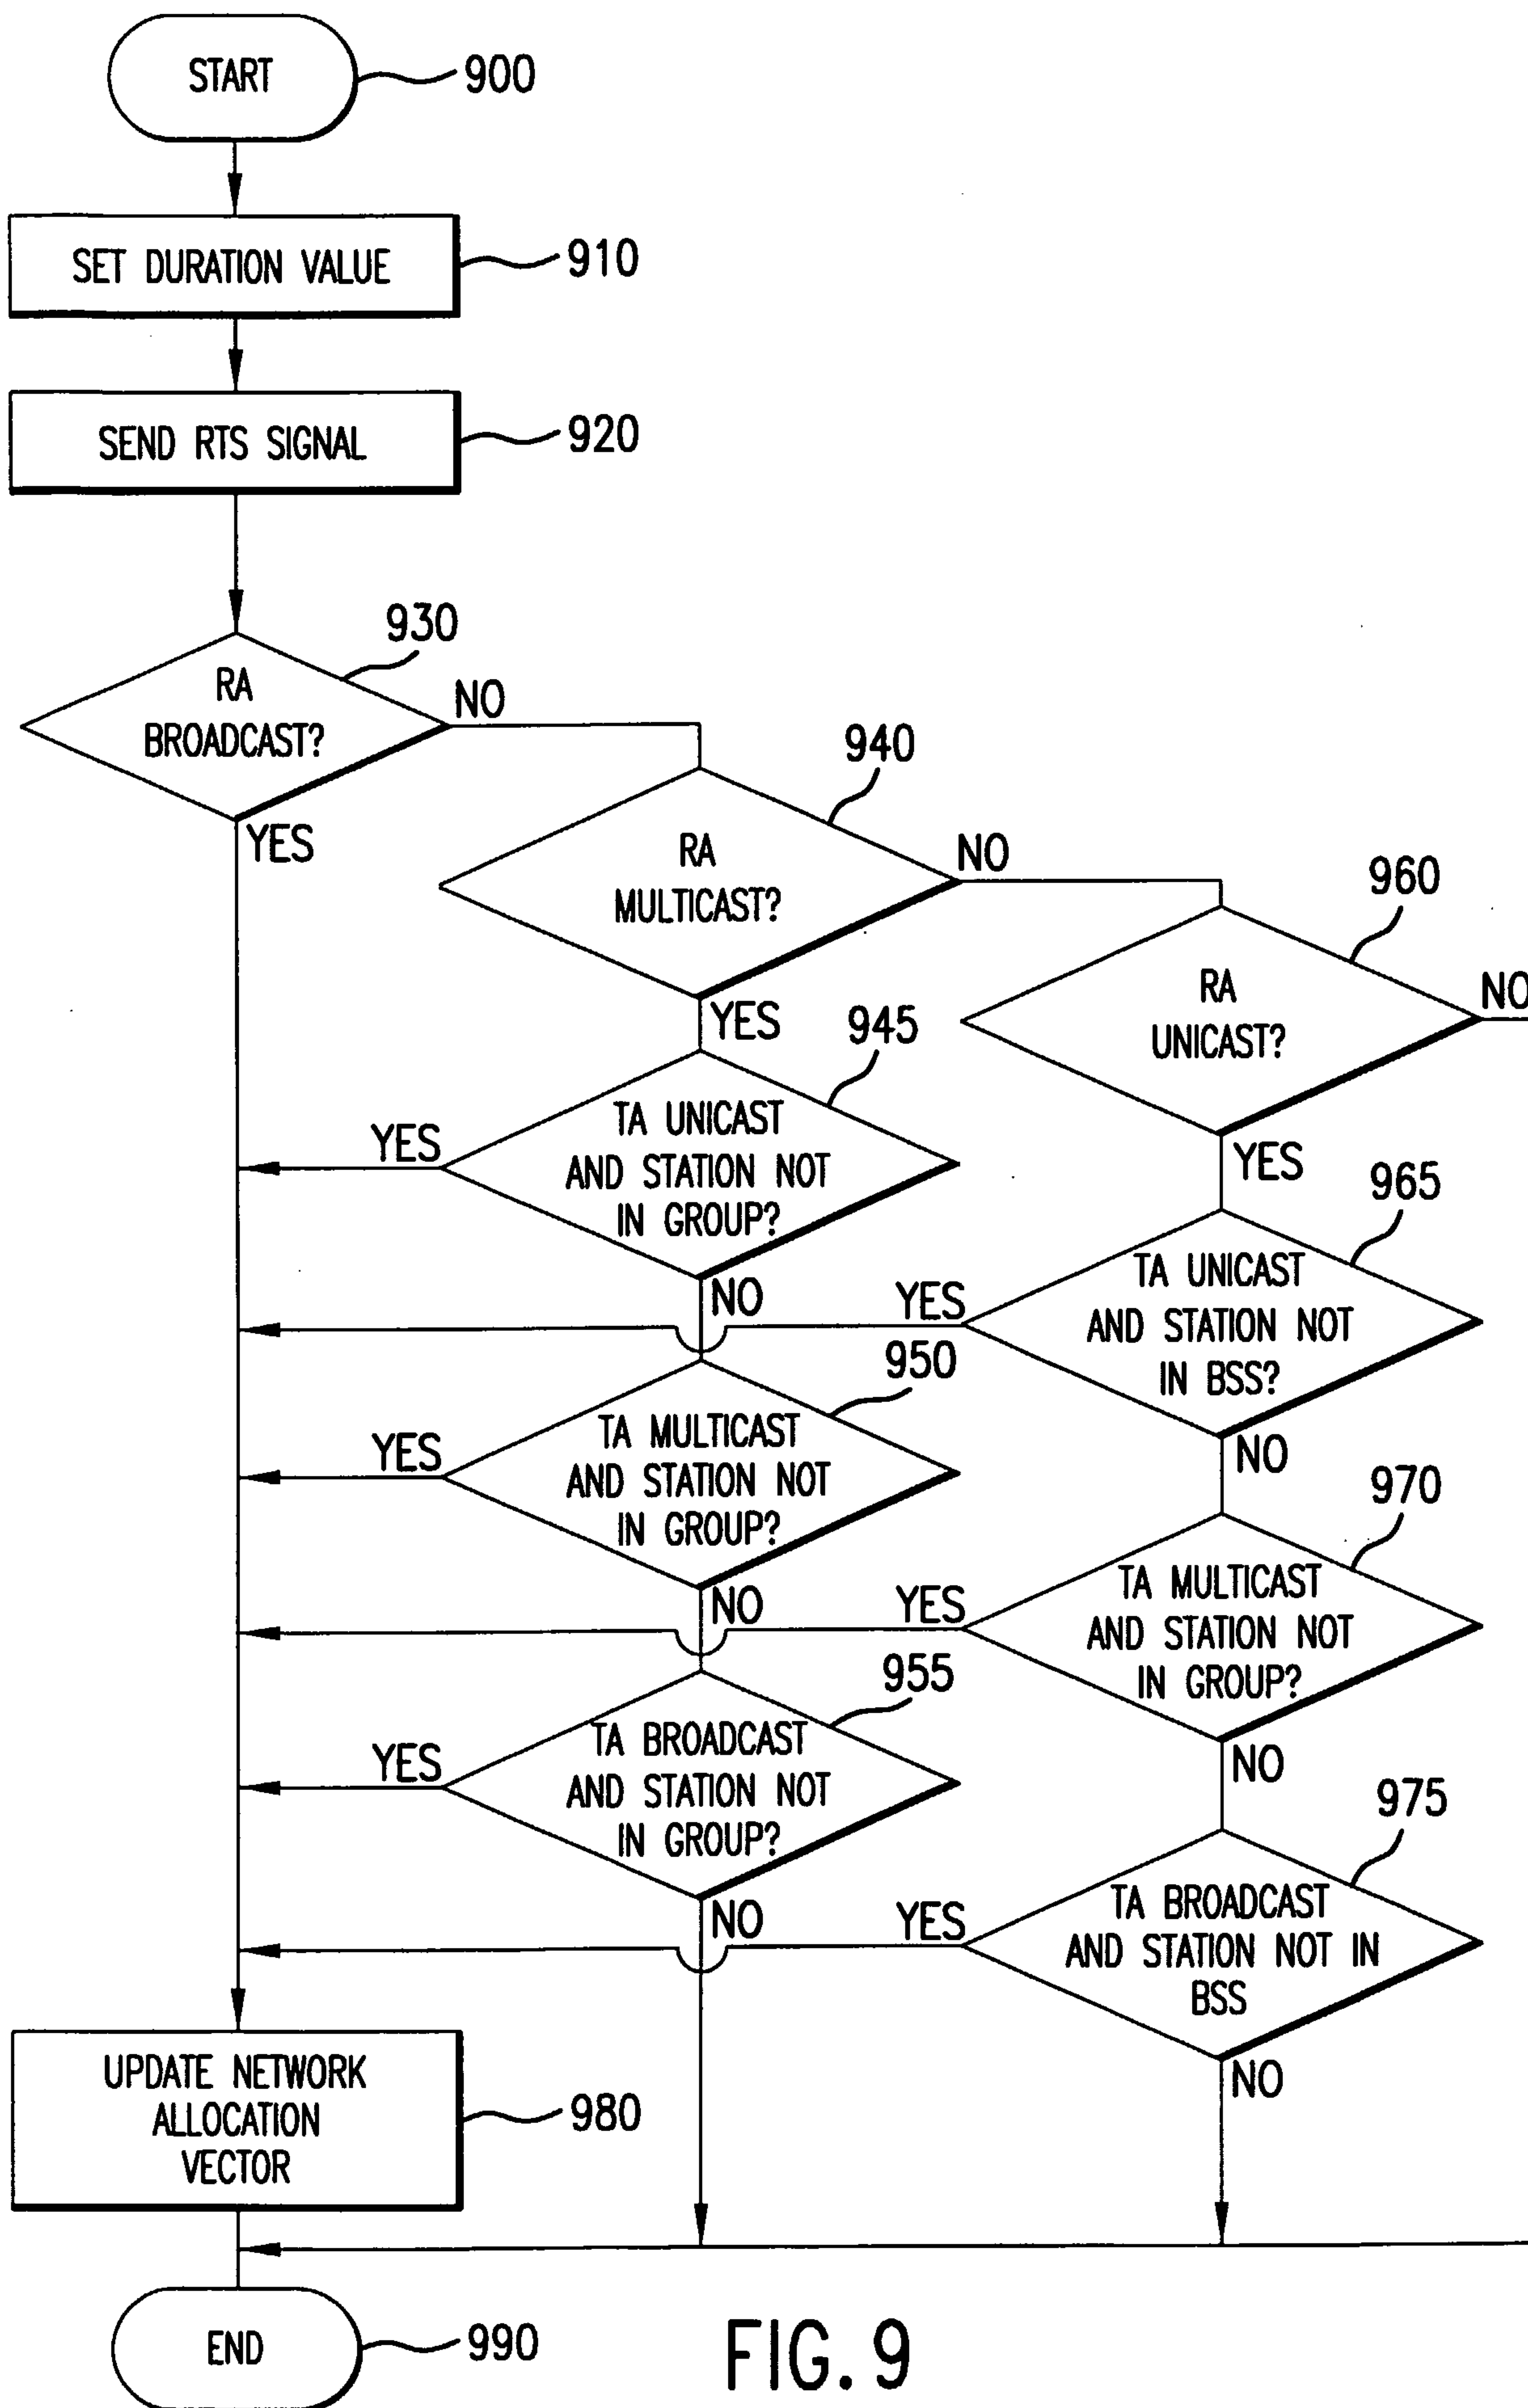 START
900
SET DURATION VALUE
910
SEND RTS SIGNAL
920
930
RA
BROADCAST?
NO
YES
940
RA
MULTICAST?
NO
YES
960
RA
UNICAST?
NO
YES
945
TA UNICAST
AND STATION NOT
IN GROUP?
YES
NO
965
TA UNICAST
AND STATION NOT
IN BSS?
YES
NO
950
TA MULTICAST
AND STATION NOT
IN GROUP?
YES
NO
970
TA MULTICAST
AND STATION NOT
IN GROUP?
YES
NO
955
TA BROADCAST
AND STATION NOT
IN GROUP?
YES
NO
975
TA BROADCAST
AND STATION NOT IN
BSS
YES
NO
UPDATE NETWORK
ALLOCATION
VECTOR
980
END
990
FIG. 9